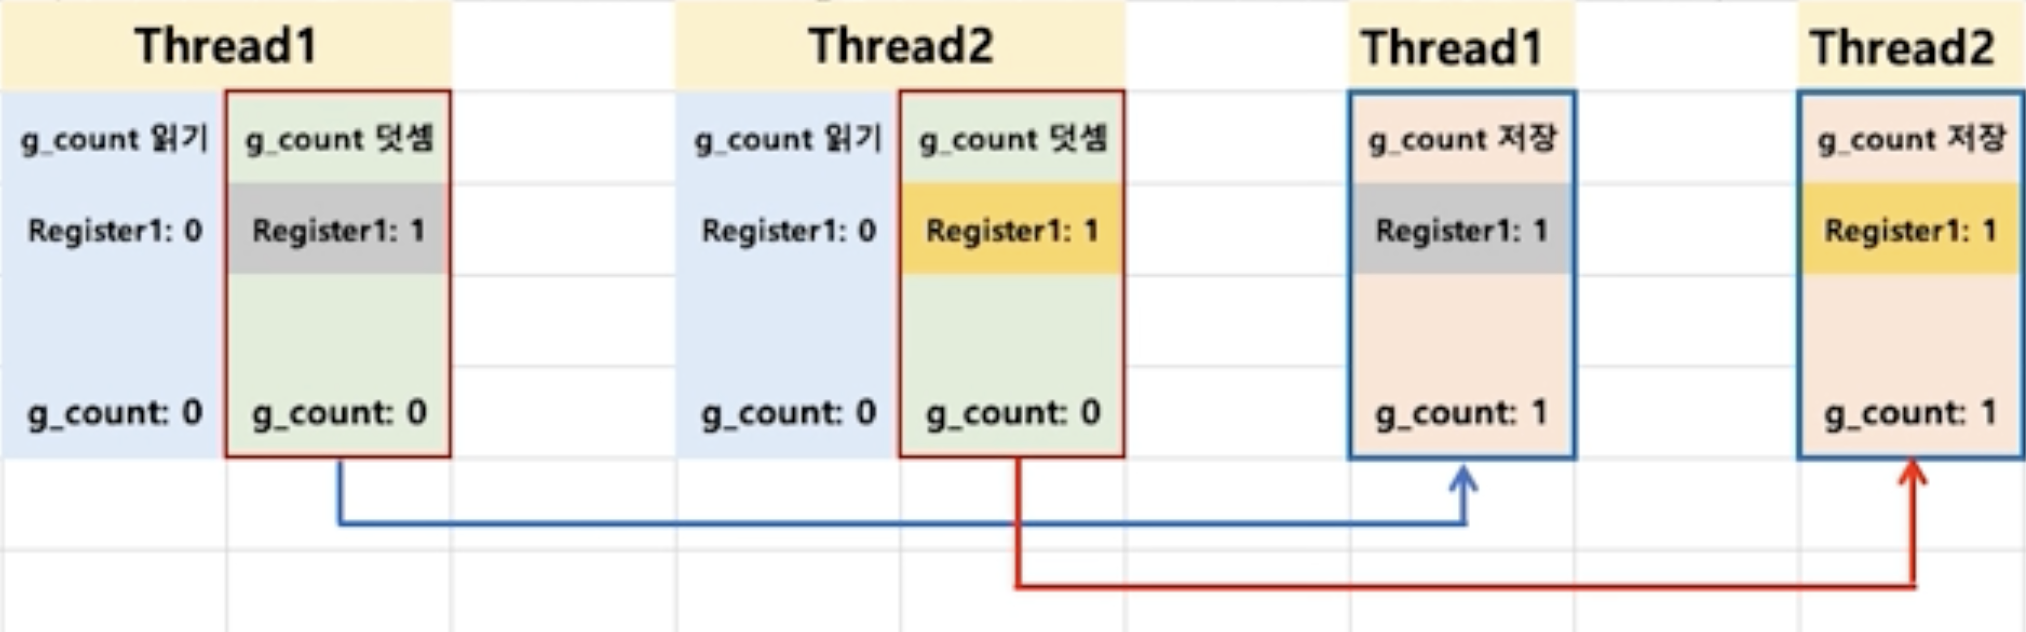 Thread1 Thread2 Thread1 Thread2
g_count 읽기 g_count 덧셈 g_count 읽기 g_count 덧셈 g_count 저장 g_count 저장
Register1: 0 Register1: 1 Register1: 0 Register1: 1 Register1: 1 Register1: 1
g_count: 0 g_count: 0 g_count: 0 g_count: 0 g_count: 1 g_count: 1